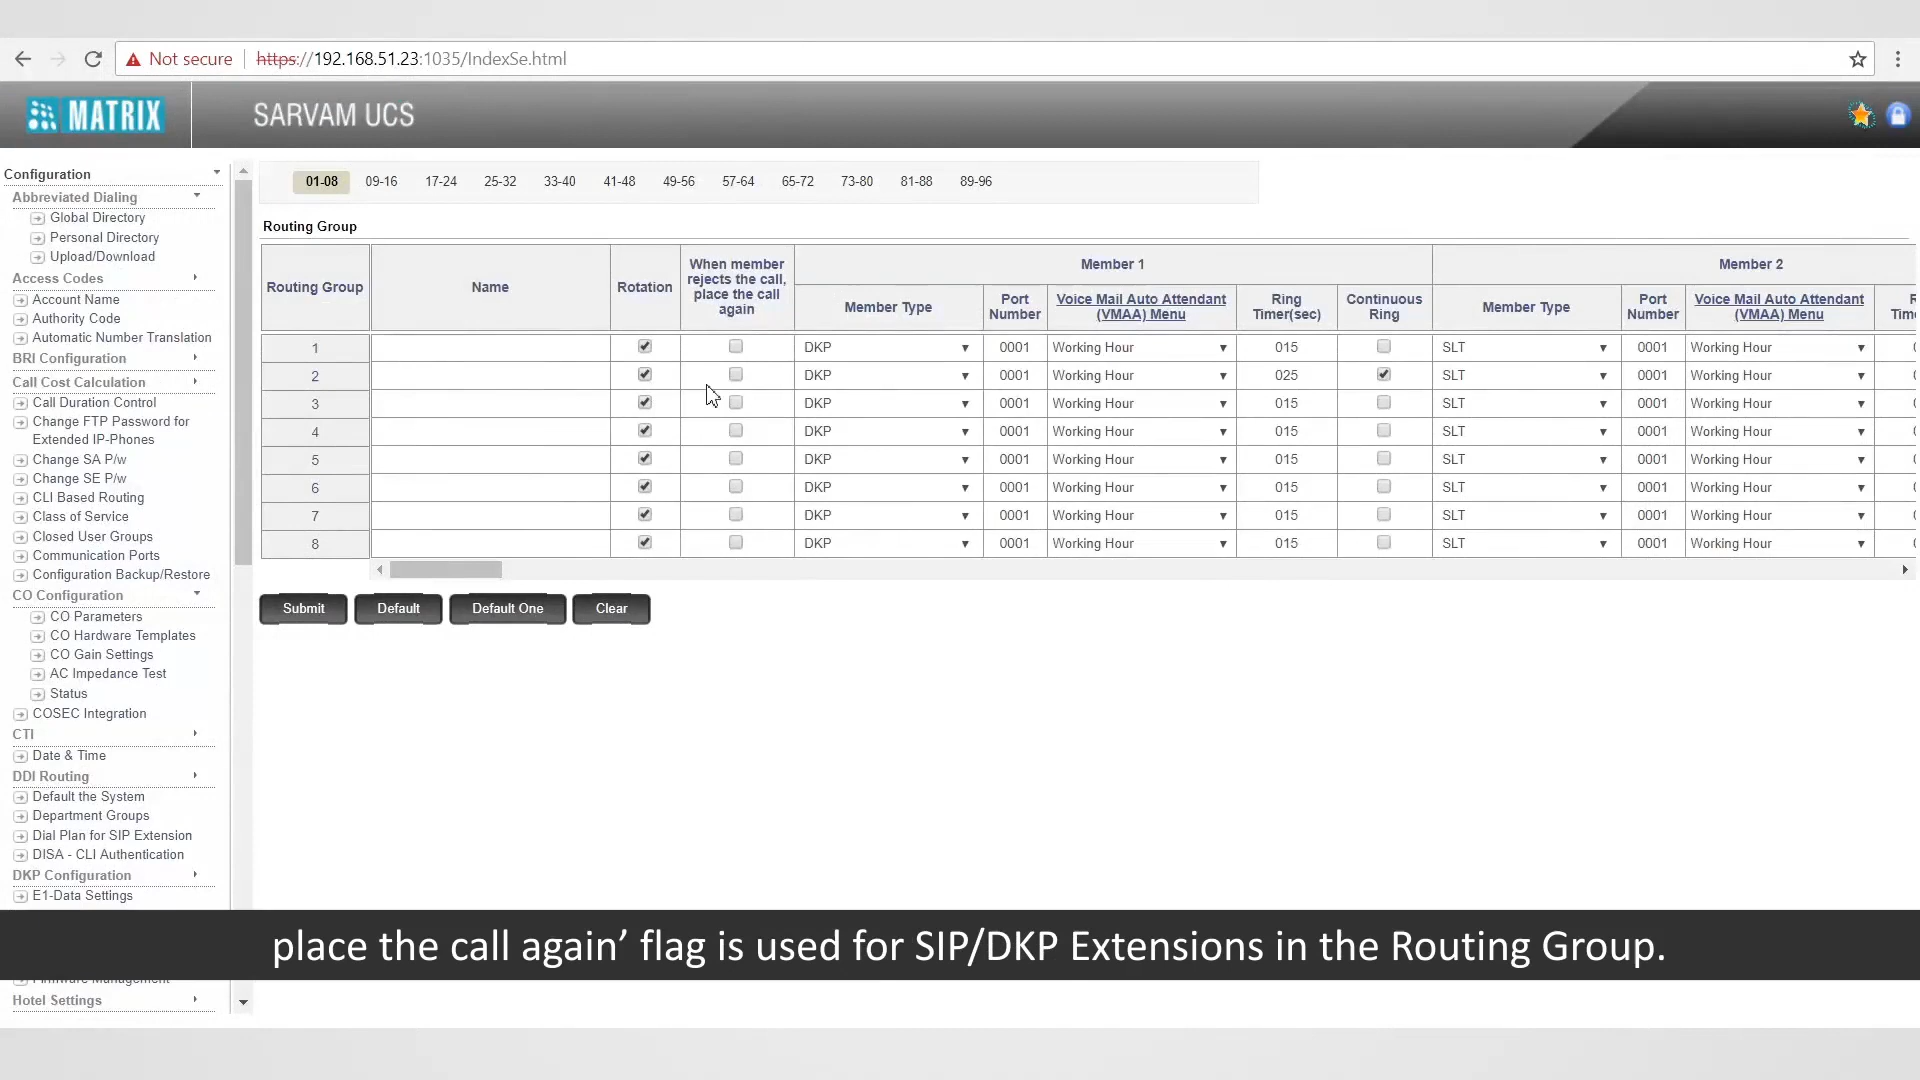 Not secure https://192.168.51.23:1035/IndexSe.html
MATRIX SARVAM UCS
Configuration
Abbreviated Dialing
Global Directory
Personal Directory
Upload/Download
Access Codes
Account Name
Authority Code
Automatic Number Translation
BRI Configuration
Call Cost Calculation
Call Duration Control
Change FTP Password for
Extended IP-Phones
Change SA P/w
Change SE P/w
CLI Based Routing
Class of Service
Closed User Groups
Communication Ports
Configuration Backup/Restore
CO Configuration
CO Parameters
CO Hardware Templates
CO Gain Settings
AC Impedance Test
Status
COSEC Integration
CTI
Date & Time
DDI Routing
Default the System
Department Groups
Dial Plan for SIP Extension
DISA - CLI Authentication
DKP Configuration
E1-Data Settings
Hotel Settings
01-08 09-16 17-24 25-32 33-40 41-48 49-56 57-64 65-72 73-80 81-88 89-96
Routing Group
Routing Group
Name
Rotation
When member
rejects the call,
place the call
again
Member 1
Member Type
Port
Number
Voice Mail Auto Attendant
(VMAA) Menu
Ring
Timer(sec)
Continuous
Ring
Member 2
Member Type
Port
Number
Voice Mail Auto Attendant
(VMAA) Menu
1 DKP 0001 Working Hour 015 SLT 0001 Working Hour
2 DKP 0001 Working Hour 025 SLT 0001 Working Hour
3 DKP 0001 Working Hour 015 SLT 0001 Working Hour
4 DKP 0001 Working Hour 015 SLT 0001 Working Hour
5 DKP 0001 Working Hour 015 SLT 0001 Working Hour
6 DKP 0001 Working Hour 015 SLT 0001 Working Hour
7 DKP 0001 Working Hour 015 SLT 0001 Working Hour
8 DKP 0001 Working Hour 015 SLT 0001 Working Hour
Submit Default Default One Clear
place the call again’ flag is used for SIP/DKP Extensions in the Routing Group.